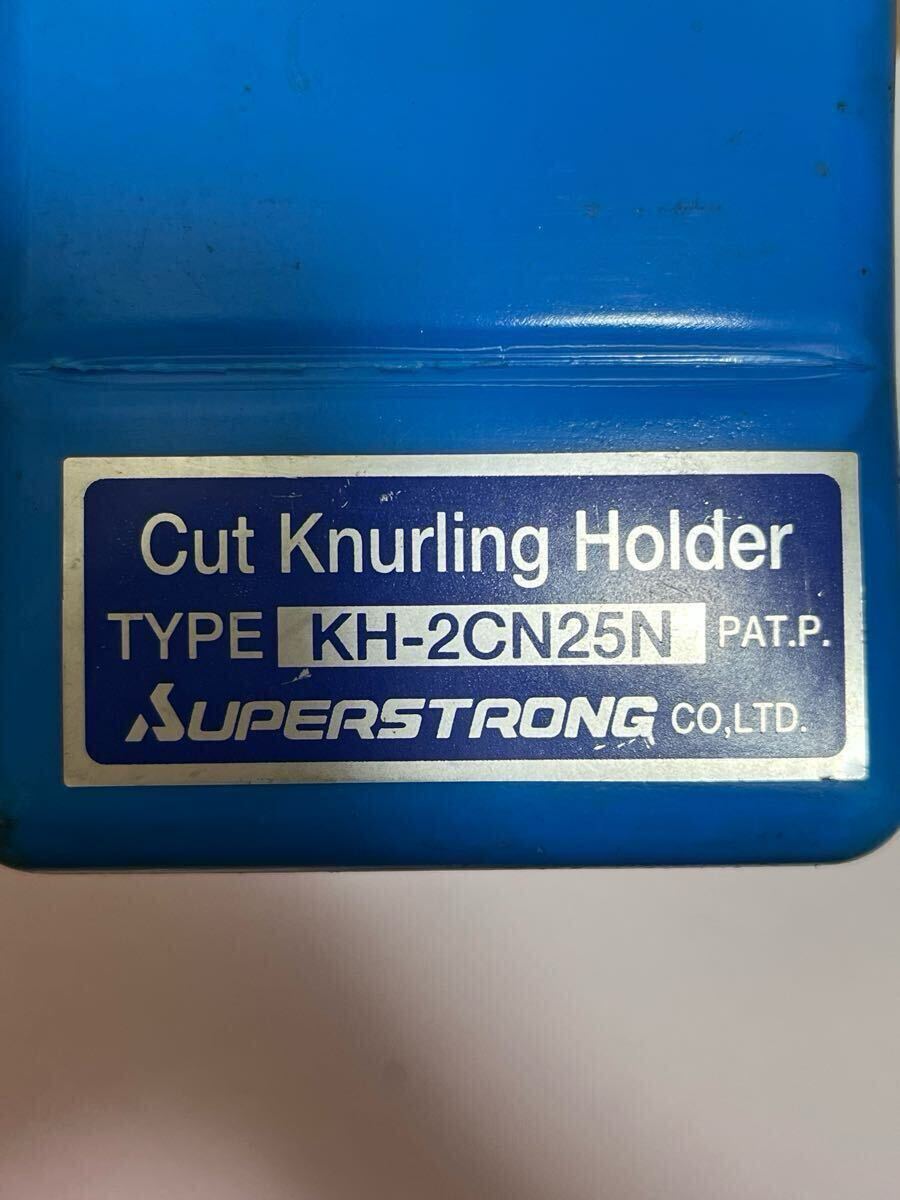 Cut Knurling Holder
TYPE KH-2CN25N PAT.P.
SUPERSTRONG CO,LTD.